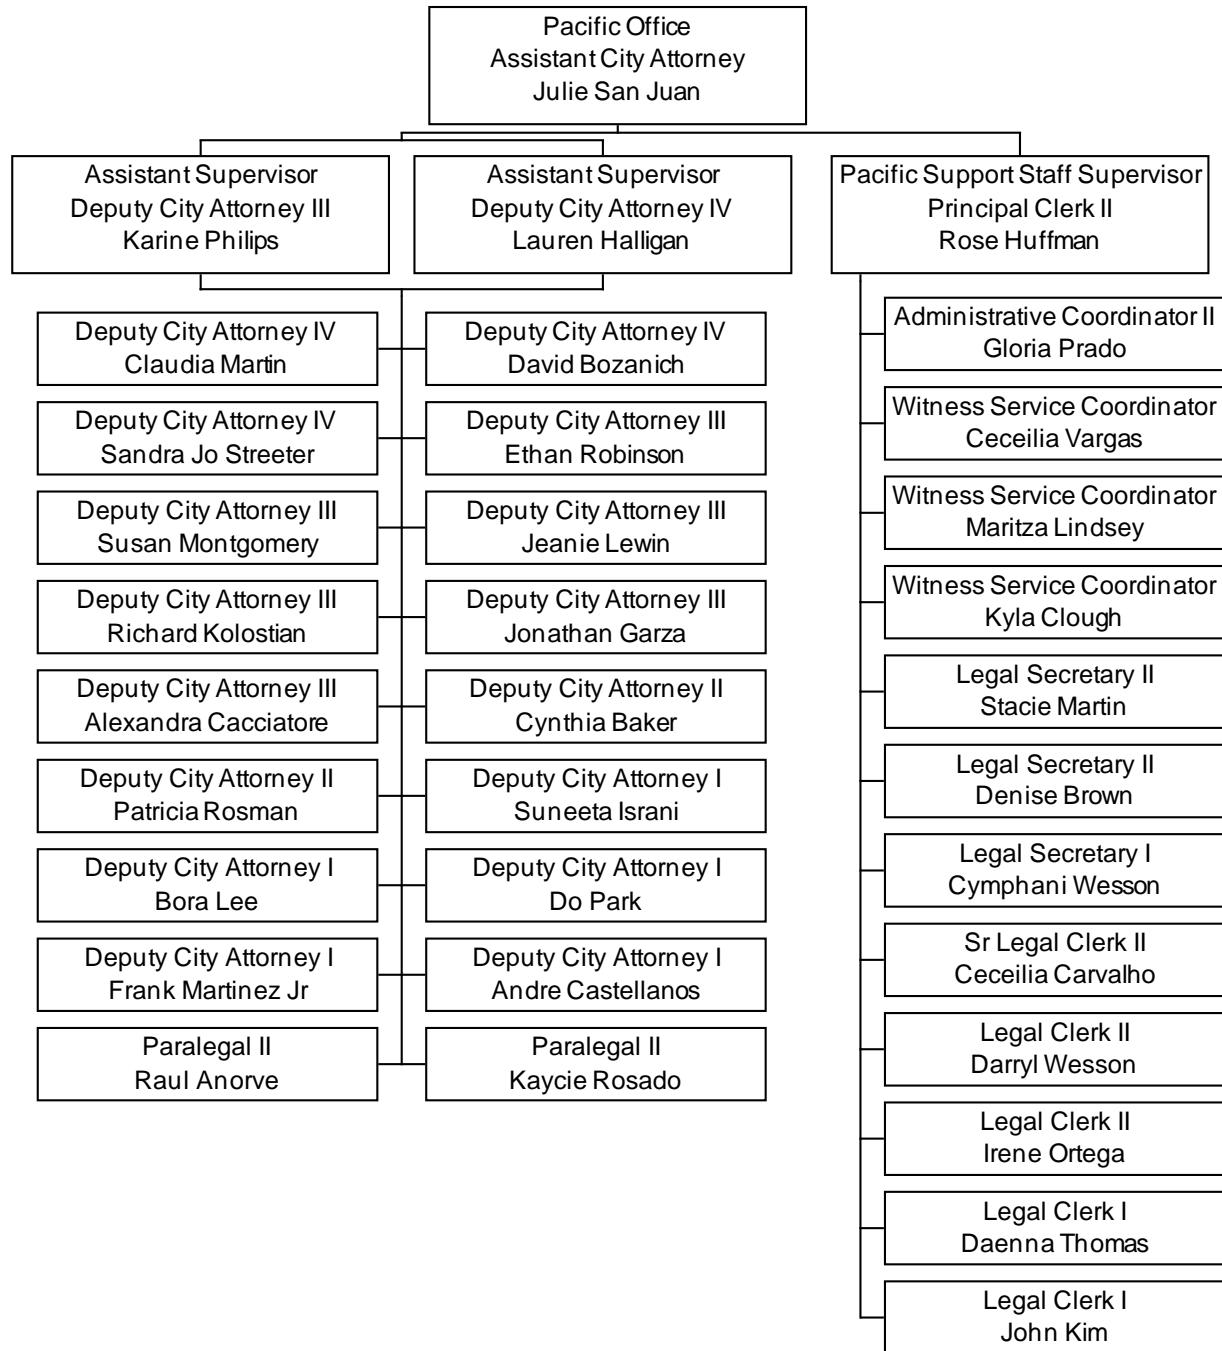 Pacific Office
Assistant City Attorney
Julie San Juan
Assistant Supervisor
Deputy City Attorney III
Karine Philips
Assistant Supervisor
Deputy City Attorney IV
Lauren Halligan
Pacific Support Staff Supervisor
Principal Clerk II
Rose Huffman
Deputy City Attorney IV
Claudia Martin
Deputy City Attorney IV
David Bozanich
Deputy City Attorney IV
Sandra Jo Streeter
Deputy City Attorney III
Ethan Robinson
Deputy City Attorney III
Susan Montgomery
Deputy City Attorney III
Jeanie Lewin
Deputy City Attorney III
Richard Kolostian
Deputy City Attorney III
Jonathan Garza
Deputy City Attorney III
Alexandra Cacciatore
Deputy City Attorney II
Cynthia Baker
Deputy City Attorney II
Patricia Rosman
Deputy City Attorney I
Suneeta Israni
Deputy City Attorney I
Bora Lee
Deputy City Attorney I
Do Park
Deputy City Attorney I
Frank Martinez Jr
Deputy City Attorney I
Andre Castellanos
Paralegal II
Raul Anorve
Paralegal II
Kaycie Rosado
Administrative Coordinator II
Gloria Prado
Witness Service Coordinator
Ceceilia Vargas
Witness Service Coordinator
Maritza Lindsey
Witness Service Coordinator
Kyla Clough
Legal Secretary II
Stacie Martin
Legal Secretary II
Denise Brown
Legal Secretary I
Cymphani Wesson
Sr Legal Clerk II
Ceceilia Carvalho
Legal Clerk II
Darryl Wesson
Legal Clerk II
Irene Ortega
Legal Clerk I
Daenna Thomas
Legal Clerk I
John Kim